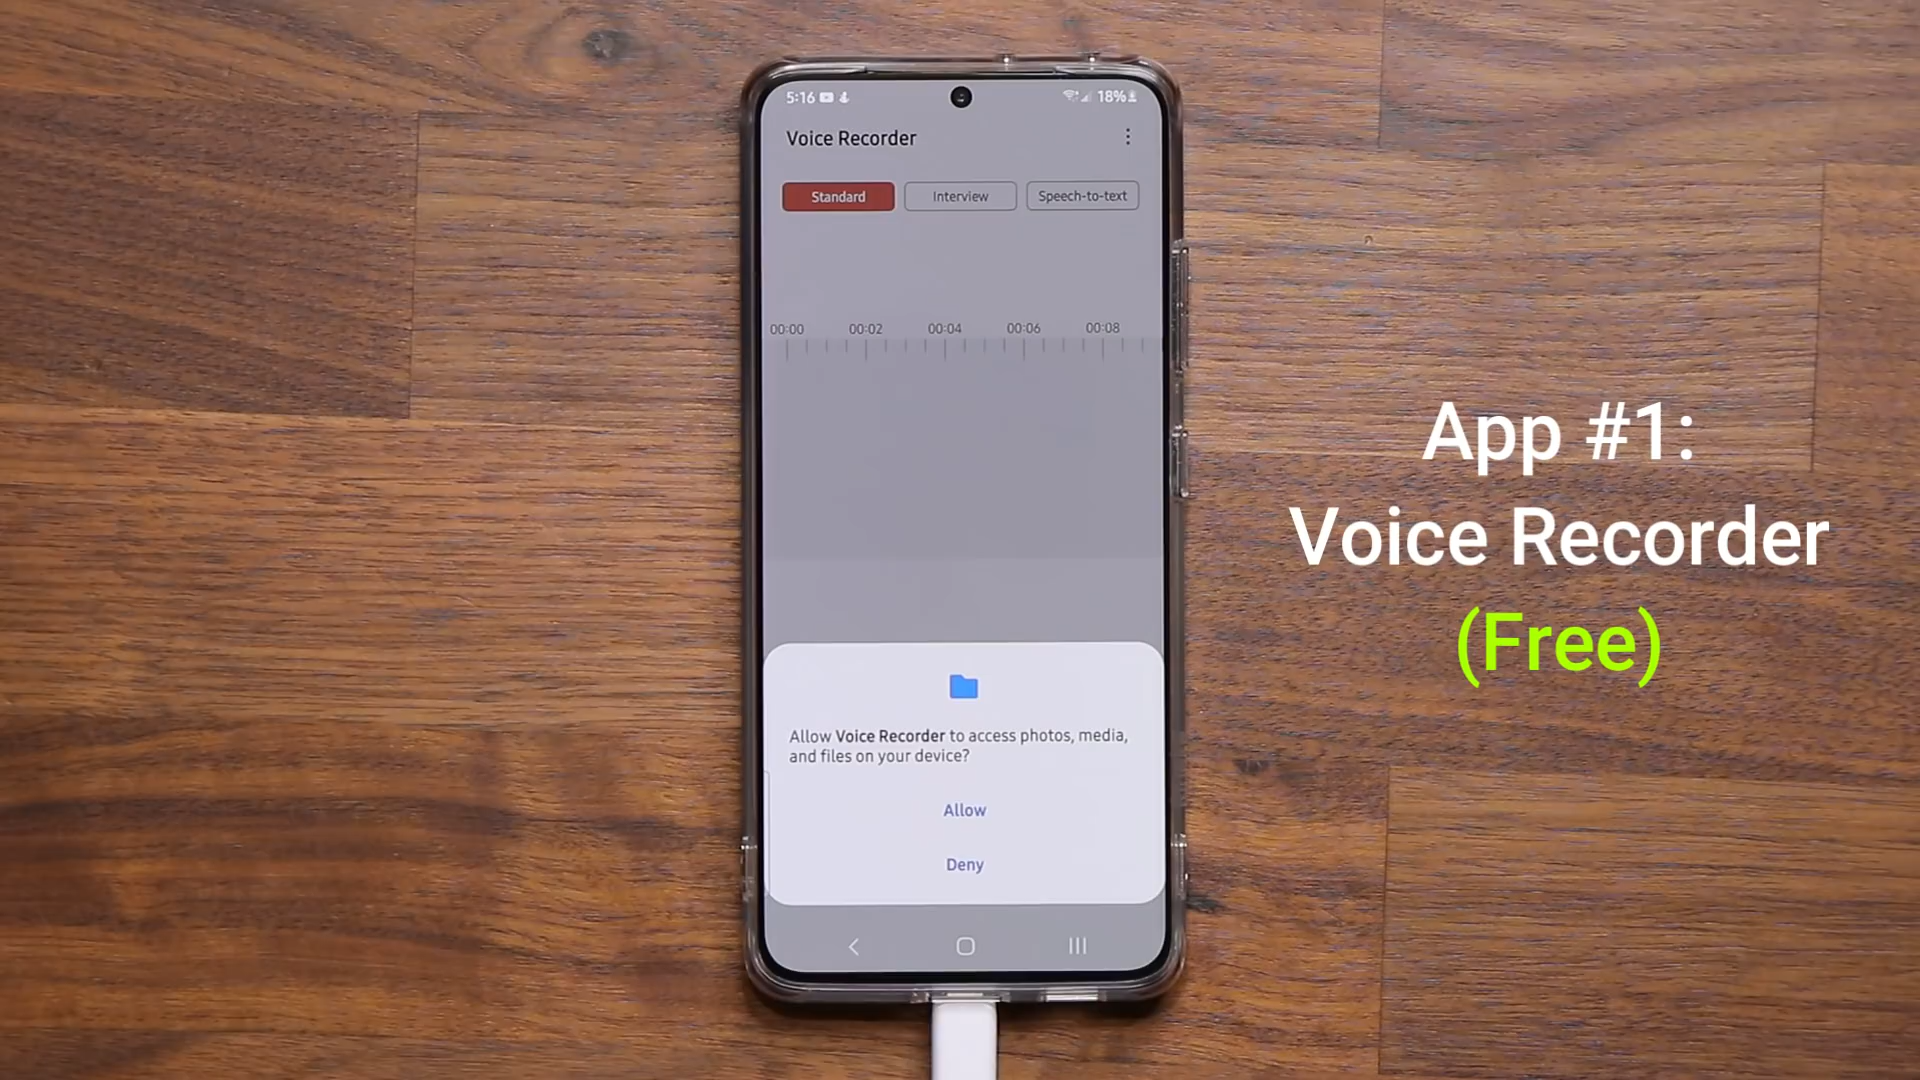 5:16
18%
Voice Recorder
Standard
Interview
Speech-to-text
00:00 00:02 00:04 00:06 00:08
App #1:
Voice Recorder
(Free)
Allow Voice Recorder to access photos, media,
and files on your device?
Allow
Deny